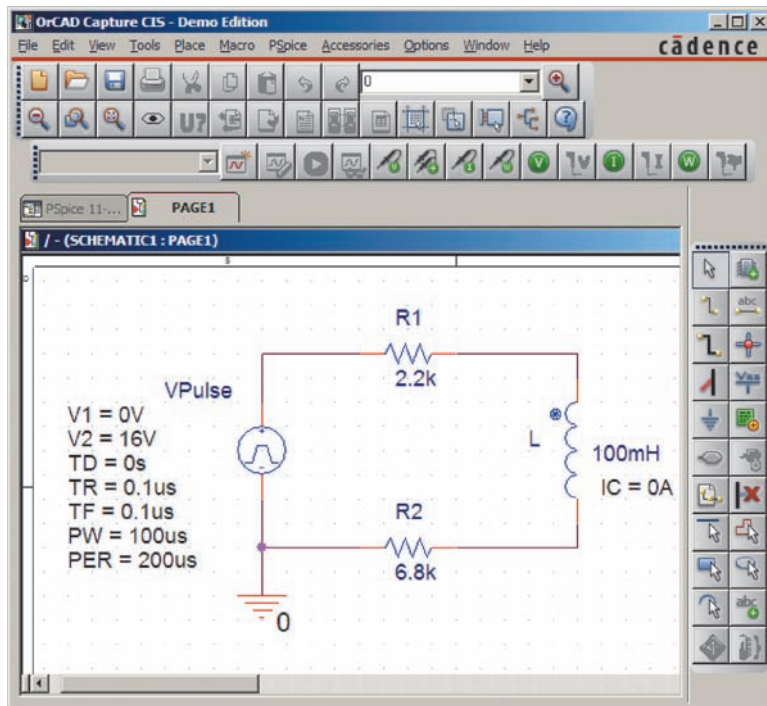 OrCAD Capture CIS - Demo Edition
File Edit View Tools Place Macro PSpice Accessories Options Window Help
cādence
0
U?
V I W
PSpice 11-...
PAGE1
/ - (SCHEMATIC1 : PAGE1)
5
R1
2.2k
VPulse
V1 = 0V
V2 = 16V
TD = 0s
TR = 0.1us
TF = 0.1us
PW = 100us
PER = 200us
L
100mH
IC = 0A
R2
6.8k
0
abc